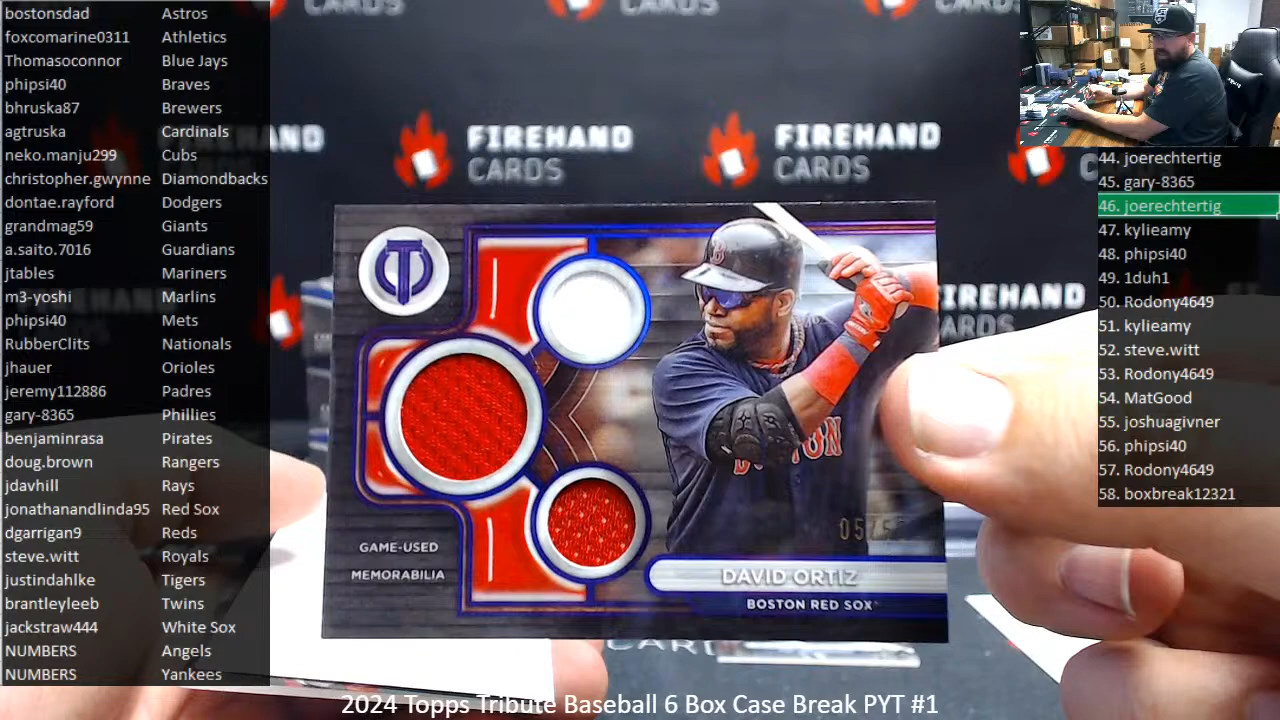 bostonsdad Astros
foxcomarine0311 Athletics
Thomasoconnor Blue Jays
phipsi40 Braves
bhruska87 Brewers
agtruska Cardinals
neko.manju299 Cubs
christopher.gwynne Diamondbacks
dontae.rayford Dodgers
grandmag59 Giants
a.saito.7016 Guardians
jtables Mariners
m3-yoshi Marlins
phipsi40 Mets
RubberClits Nationals
jhauer Orioles
jeremy112886 Padres
gary-8365 Phillies
benjaminrasa Pirates
doug.brown Rangers
jdavhill Rays
jonathanandlinda95 Red Sox
dgarrigan9 Reds
steve.witt Royals
justindahlke Tigers
brantleyleeb Twins
jackstraw444 White Sox
NUMBERS Angels
NUMBERS Yankees
CARDS
CARDS
FIREHAND
CARDS
FIREHAND
CARDS
GAME-USED
MEMORABILIA
DAVID ORTIZ
BOSTON RED SOX
44. joerechtertig
45. gary-8365
46. joerechtertig
47. kylieamy
48. phipsi40
49. 1duh1
50. Rodony4649
51. kylieamy
52. steve.witt
53. Rodony4649
54. MatGood
55. joshuagivner
56. phipsi40
57. Rodony4649
58. boxbreak12321
2024 Topps Tribute Baseball 6 Box Case Break PYT #1